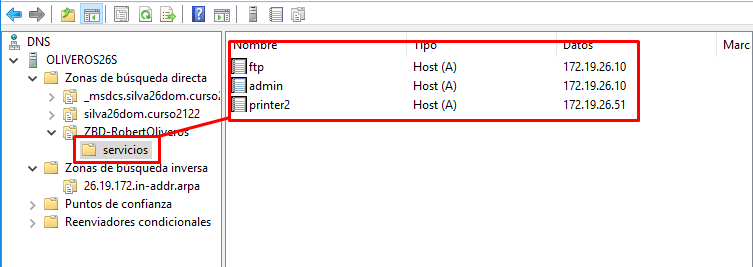 DNS
OLIVEROS26S
Zonas de búsqueda directa
_msdcs.silva26dom.curso2
silva26dom.curso2122
ZBD-RobertOliveros
servicios
Zonas de búsqueda inversa
26.19.172.in-addr.arpa
Puntos de confianza
Reenviadores condicionales
Nombre Tipo Datos Marca
ftp Host (A) 172.19.26.10
admin Host (A) 172.19.26.10
printer2 Host (A) 172.19.26.51